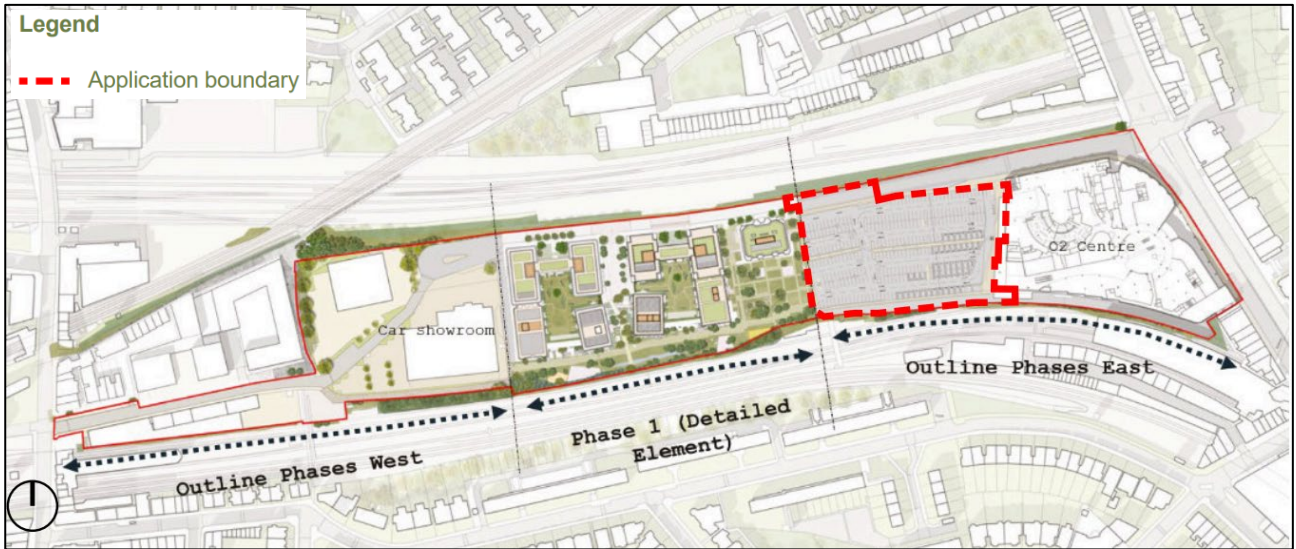 Legend
Application boundary
O2 Centre
Car showroom
Outline Phases East
Phase 1 (Detailed
Element)
Outline Phases West